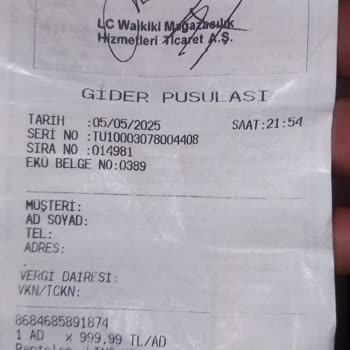 LC Waikiki Mağazacılık
Hizmetleri Ticaret A.Ş.
GİDER PUSULASI
TARİH :05/05/2025 SAAT:21:54
SERİ NO :TU10003078004408
SIRA NO :014981
EKÜ BELGE NO:0389
MÜŞTERİ:
AD SOYAD:
TEL:
ADRES:
.
VERGİ DAİRESİ:
VKN/TCKN:
8684685891874
1 AD x 999,99 TL/AD